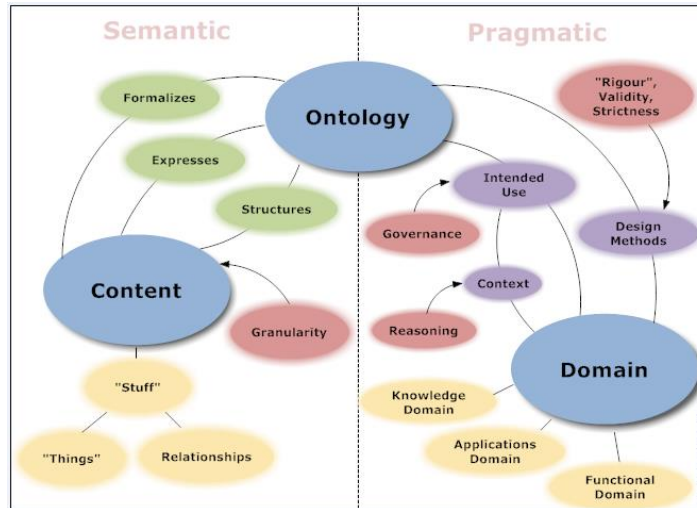 Semantic
Pragmatic
Formalizes
Ontology
"Rigour",
Validity,
Strictness
Expresses
Intended
Use
Structures
Governance
Design
Methods
Content
Context
Granularity
Reasoning
Domain
"Stuff"
Knowledge
Domain
Applications
Domain
"Things"
Relationships
Functional
Domain